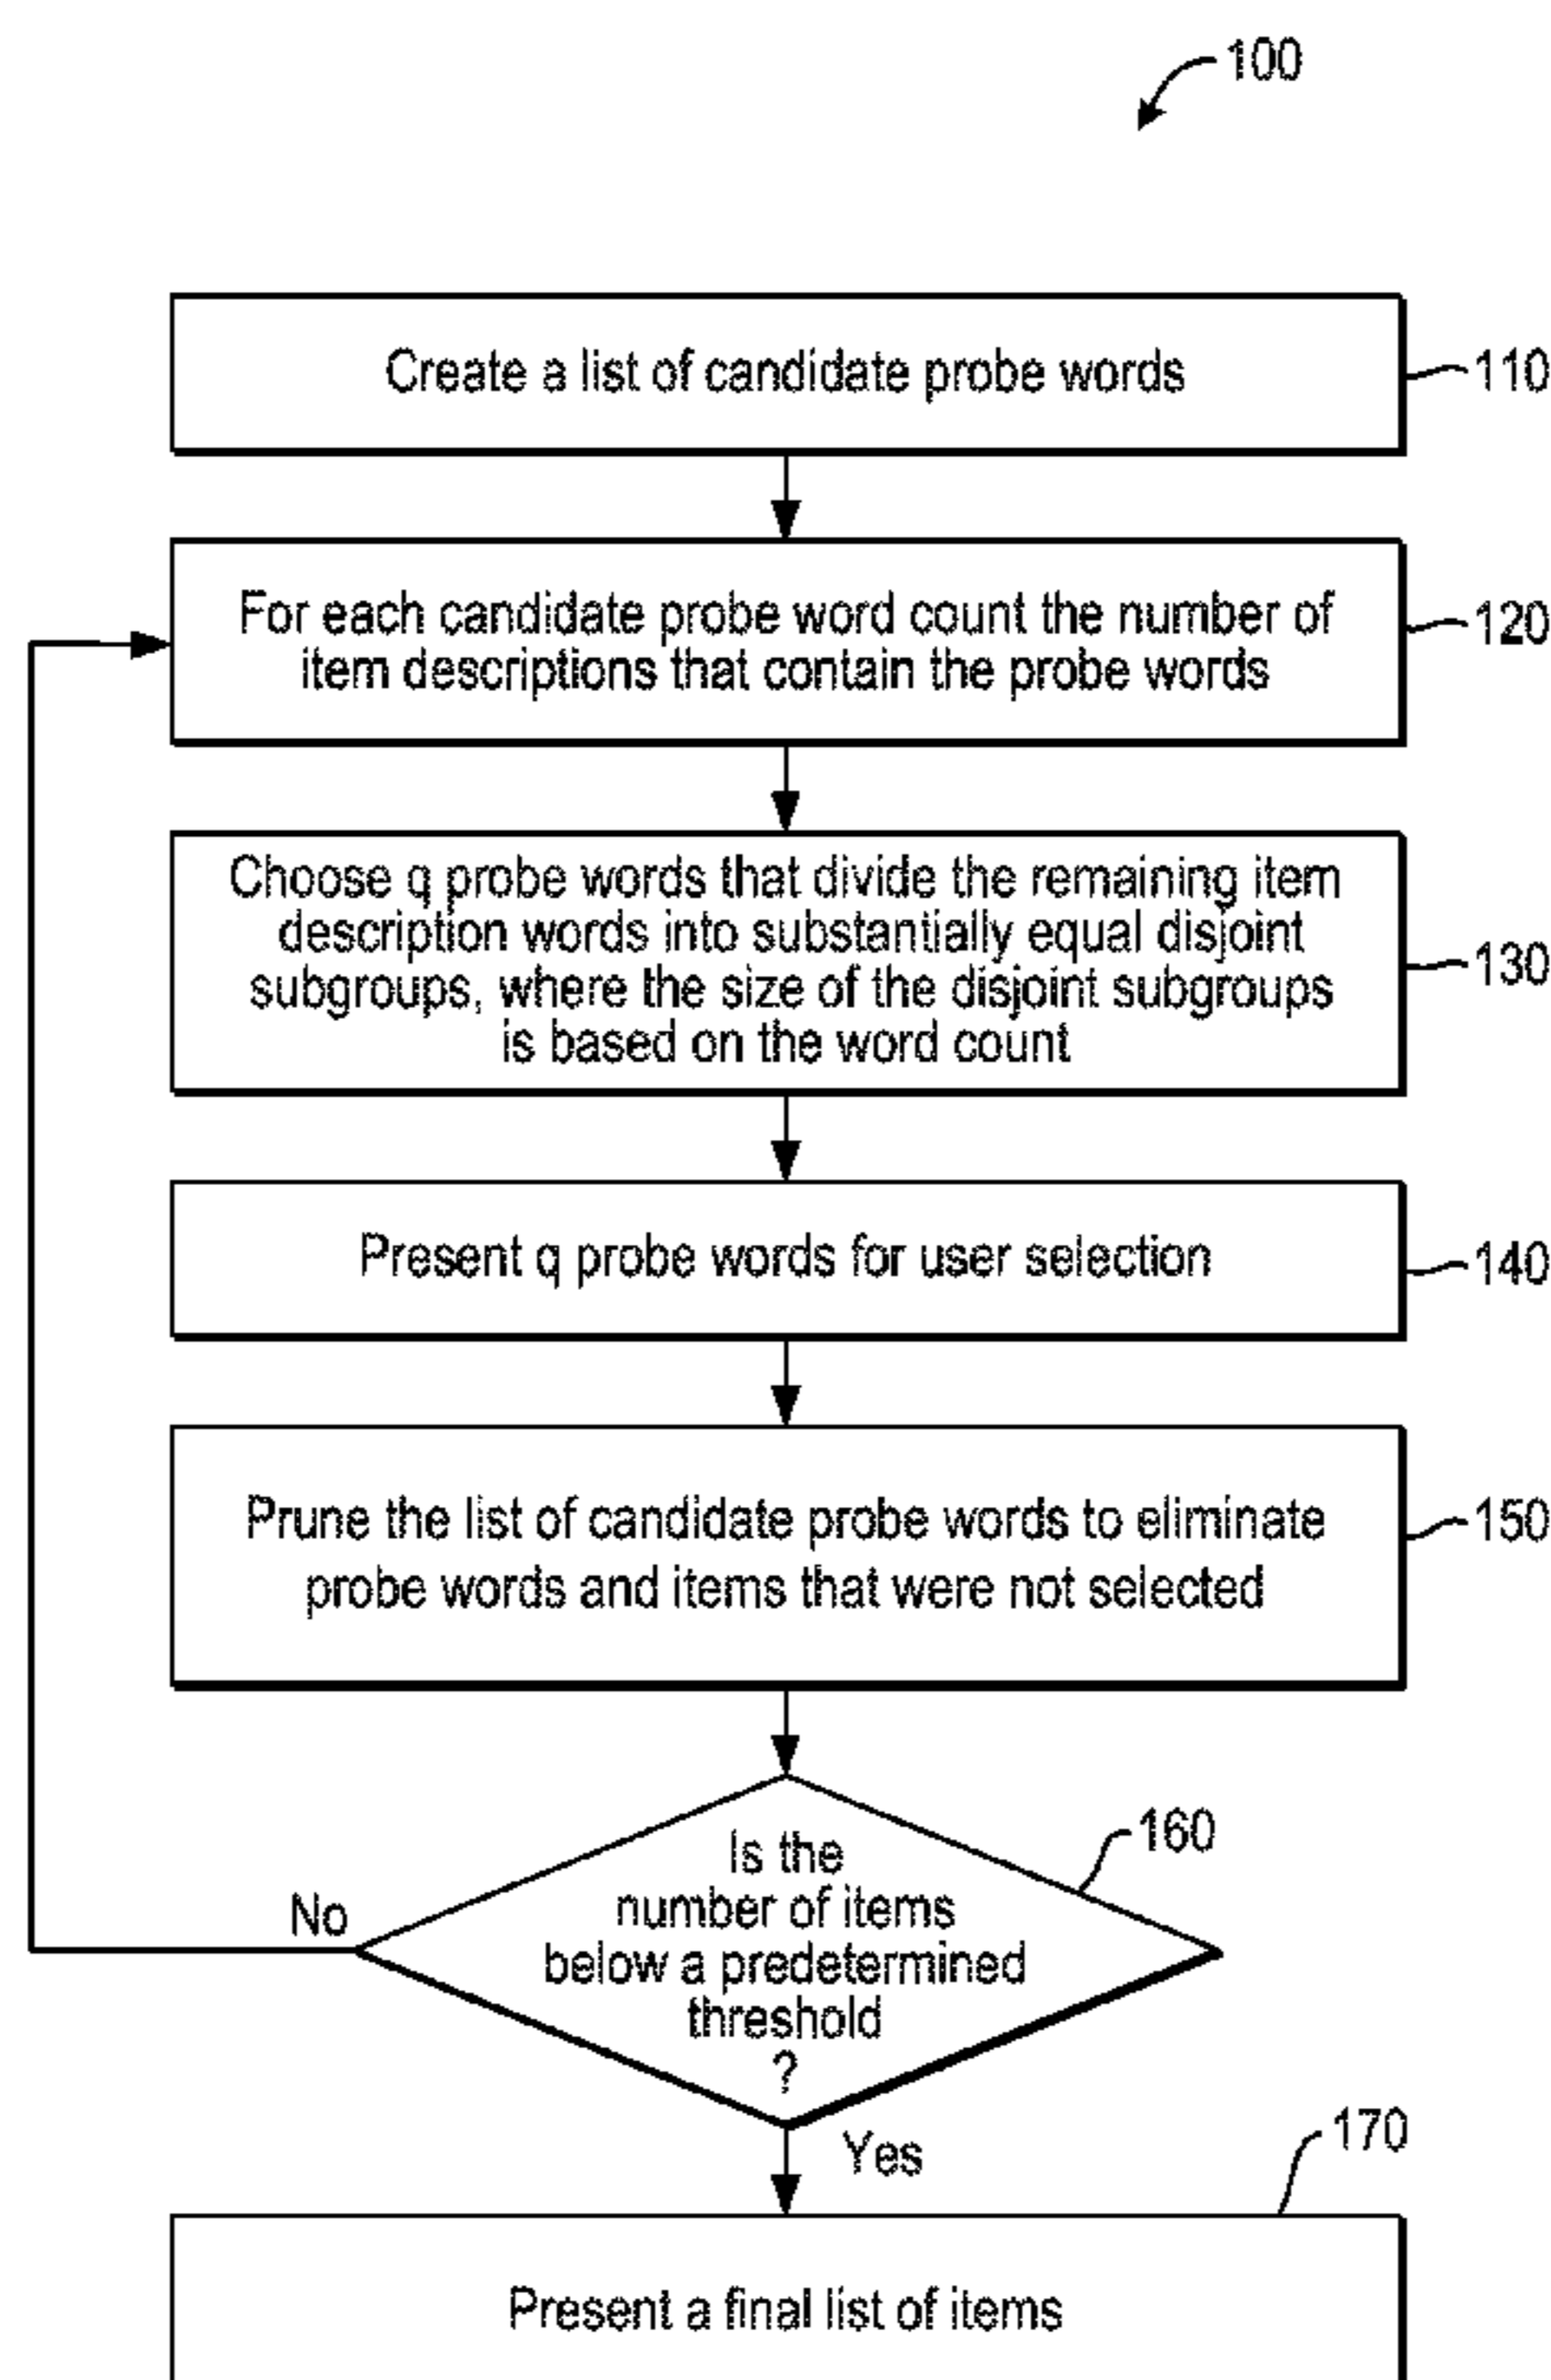 100
Create a list of candidate probe words
110
For each candidate probe word count the number of
item descriptions that contain the probe words
120
Choose q probe words that divide the remaining item
description words into substantially equal disjoint
subgroups, where the size of the disjoint subgroups
is based on the word count
130
Present q probe words for user selection
140
Prune the list of candidate probe words to eliminate
probe words and items that were not selected
150
Is the
number of items
below a predetermined
threshold
?
160
No
Yes
170
Present a final list of items